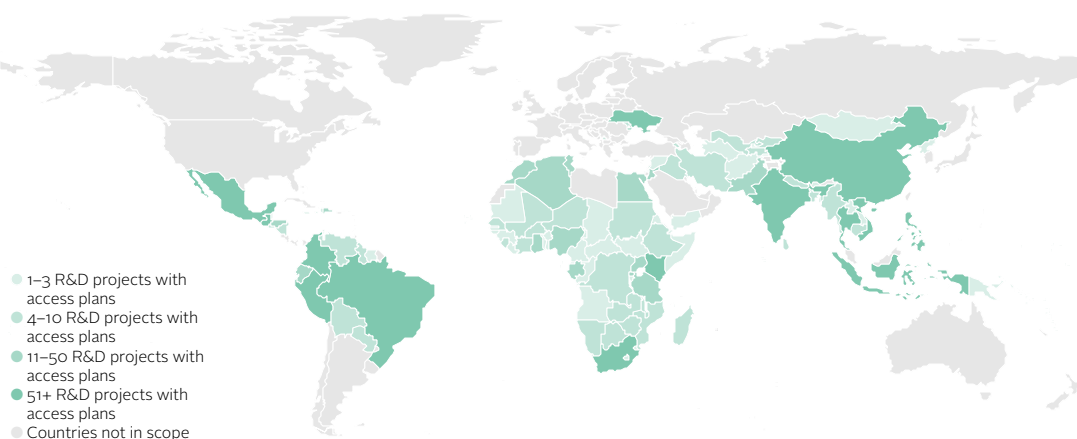 1–3 R&D projects with
access plans
4–10 R&D projects with
access plans
11–50 R&D projects with
access plans
51+ R&D projects with
access plans
Countries not in scope